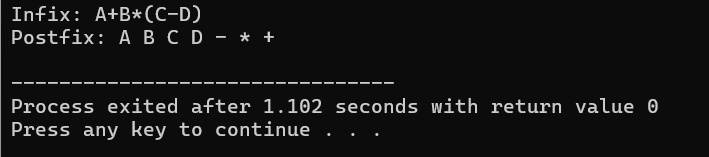 Infix: A+B*(C-D)
Postfix: A B C D - * +
--------------------------------
Process exited after 1.102 seconds with return value 0
Press any key to continue . . .